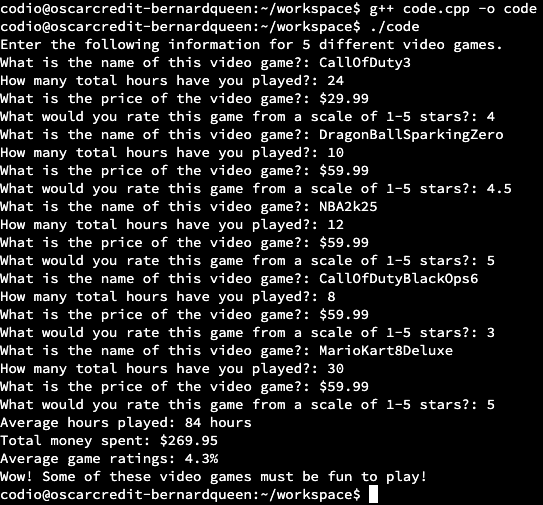 codio@oscarcredit-bernardqueen:~/workspace$ g++ code.cpp -o code
codio@oscarcredit-bernardqueen:~/workspace$ ./code
Enter the following information for 5 different video games.
What is the name of this video game?: CallOfDuty3
How many total hours have you played?: 24
What is the price of the video game?: $29.99
What would you rate this game from a scale of 1-5 stars?: 4
What is the name of this video game?: DragonBallSparkingZero
How many total hours have you played?: 10
What is the price of the video game?: $59.99
What would you rate this game from a scale of 1-5 stars?: 4.5
What is the name of this video game?: NBA2k25
How many total hours have you played?: 12
What is the price of the video game?: $59.99
What would you rate this game from a scale of 1-5 stars?: 5
What is the name of this video game?: CallOfDutyBlackOps6
How many total hours have you played?: 8
What is the price of the video game?: $59.99
What would you rate this game from a scale of 1-5 stars?: 3
What is the name of this video game?: MarioKart8Deluxe
How many total hours have you played?: 30
What is the price of the video game?: $59.99
What would you rate this game from a scale of 1-5 stars?: 5
Average hours played: 84 hours
Total money spent: $269.95
Average game ratings: 4.3%
Wow! Some of these video games must be fun to play!
codio@oscarcredit-bernardqueen:~/workspace$